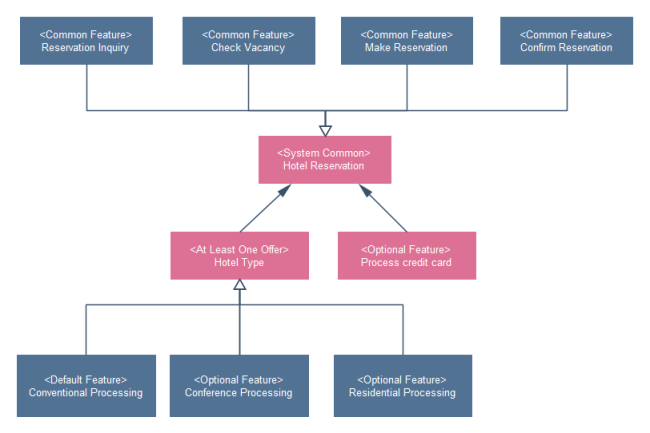 <Common Feature>
Reservation Inquiry
<Common Feature>
Check Vacancy
<Common Feature>
Make Reservation
<Common Feature>
Confirm Reservation
<System Common>
Hotel Reservation
<At Least One Offer>
Hotel Type
<Optional Feature>
Process credit card
<Default Feature>
Conventional Processing
<Optional Feature>
Conference Processing
<Optional Feature>
Residential Processing